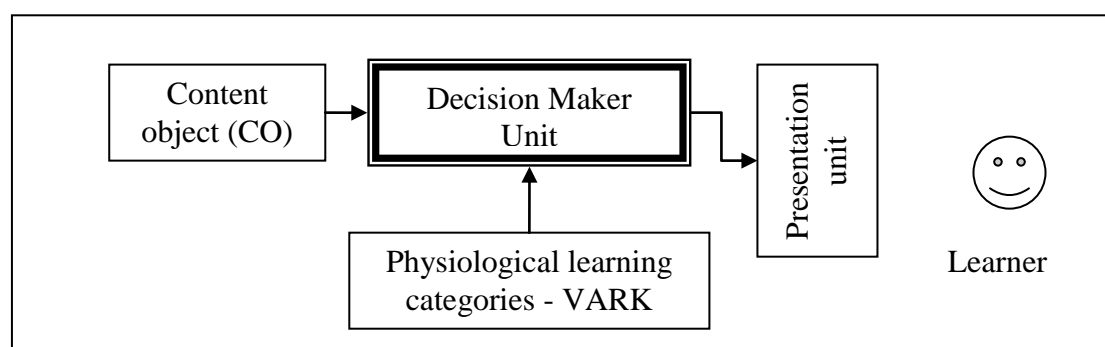 Content
object (CO)
Decision Maker
Unit
Presentation
unit
Physiological learning
categories - VARK
Learner